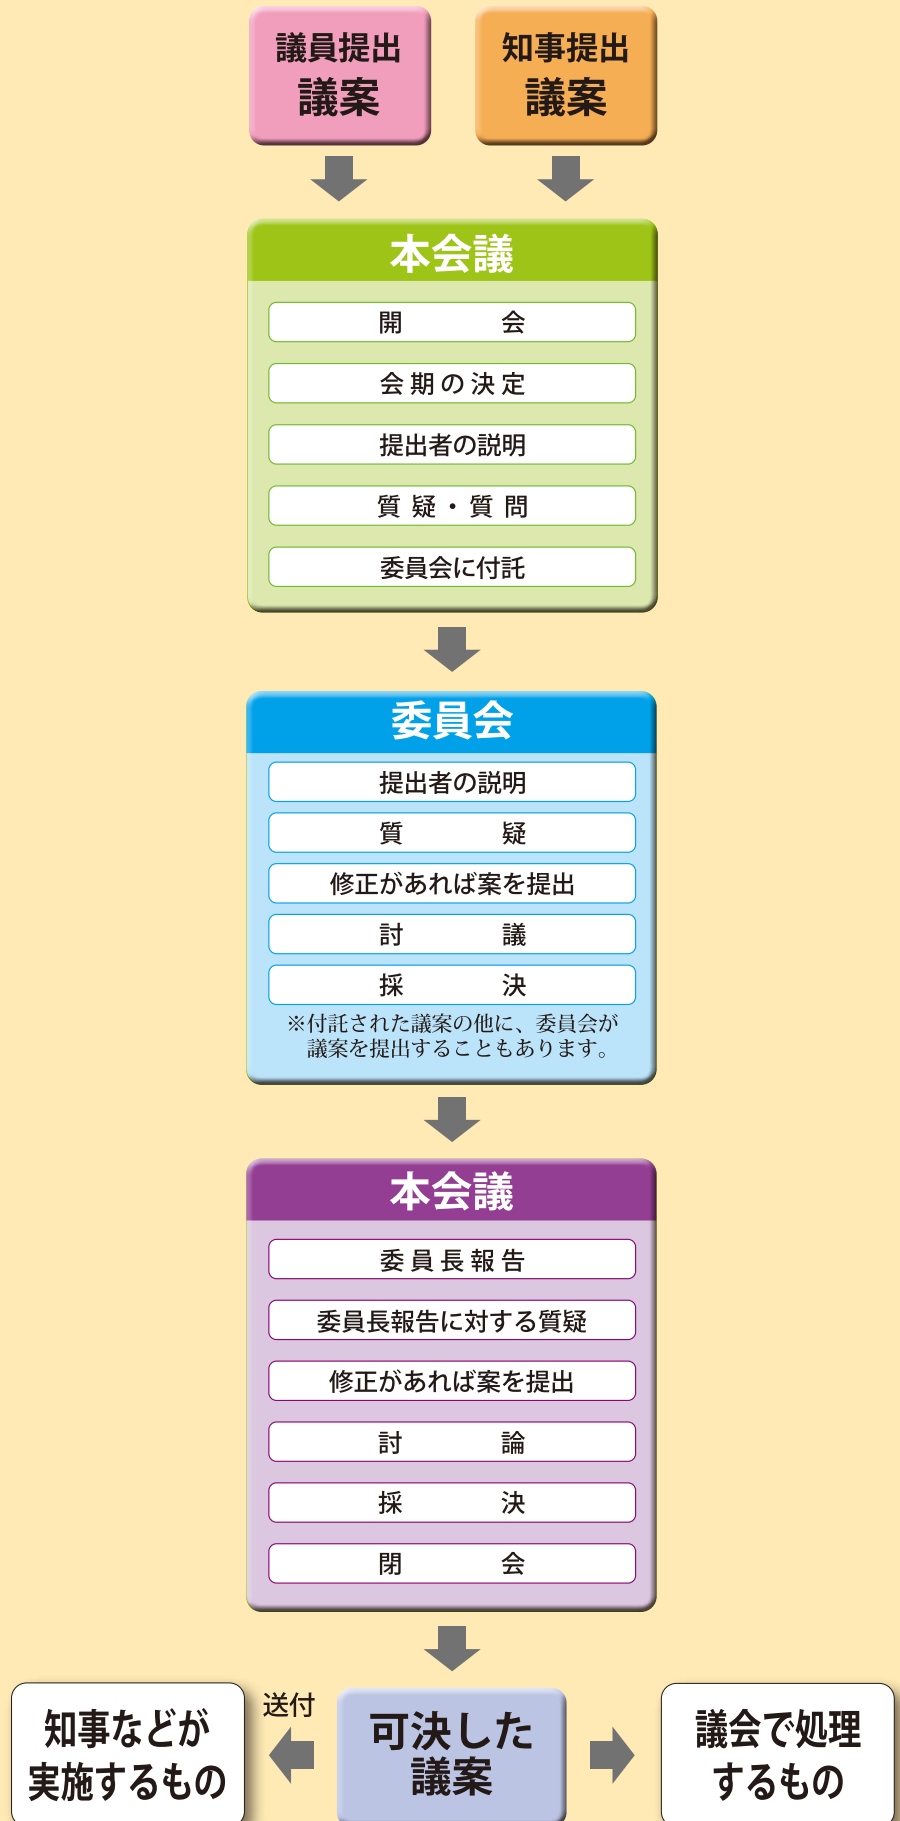 議員提出
議案
知事提出
議案
本会議
開会
会期の決定
提出者の説明
質疑・質問
委員会に付託
委員会
提出者の説明
質疑
修正があれば案を提出
討議
採決
※付託された議案の他に、委員会が
議案を提出することもあります。
本会議
委員長報告
委員長報告に対する質疑
修正があれば案を提出
討論
採決
閉会
知事などが
実施するもの
送付
可決した
議案
議会で処理
するもの